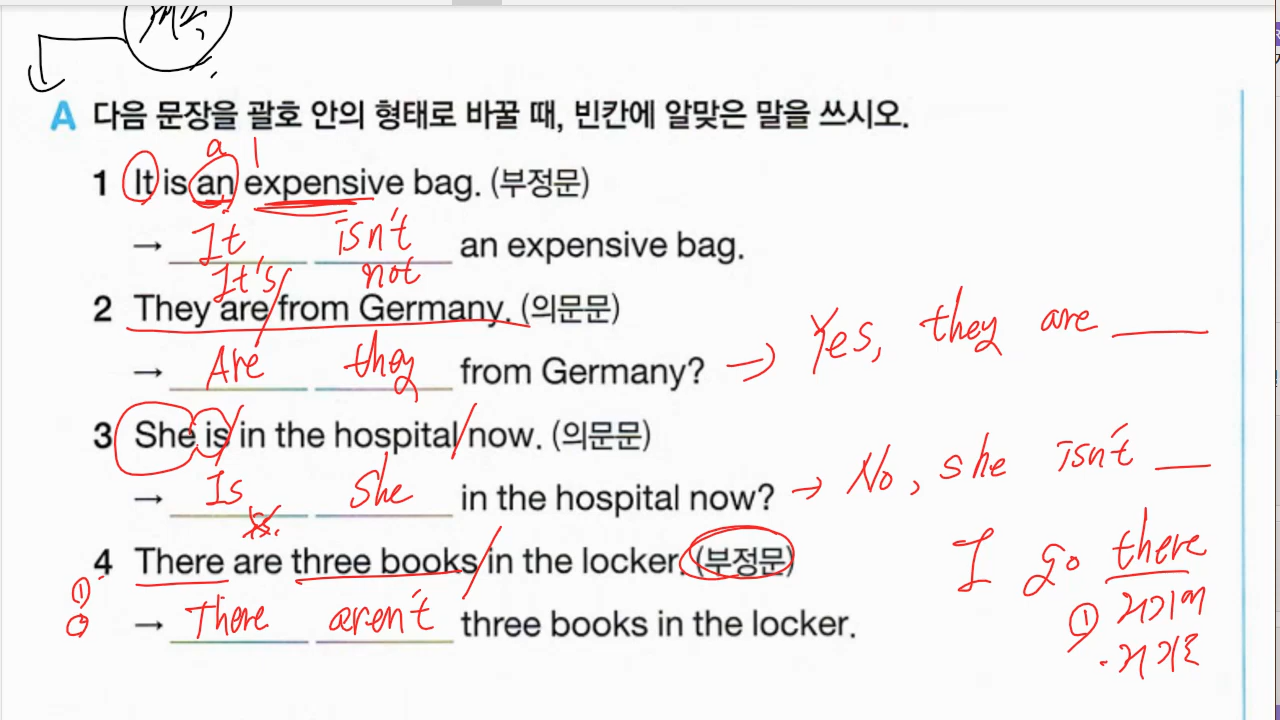 A 다음 문장을 괄호 안의 형태로 바꿀 때, 빈칸에 알맞은 말을 쓰시오.
a
1 It is an expensive bag. (부정문)
→ It isn't an expensive bag.
It's not
2 They are from Germany. (의문문)
→ Are they from Germany? → Yes, they are
3 She is in the hospital now. (의문문)
→ Is She in the hospital now? → No, she isn't
4 There are three books in the locker. (부정문)
I go there
①
→ There aren't three books in the locker.
① 거기에
거기로